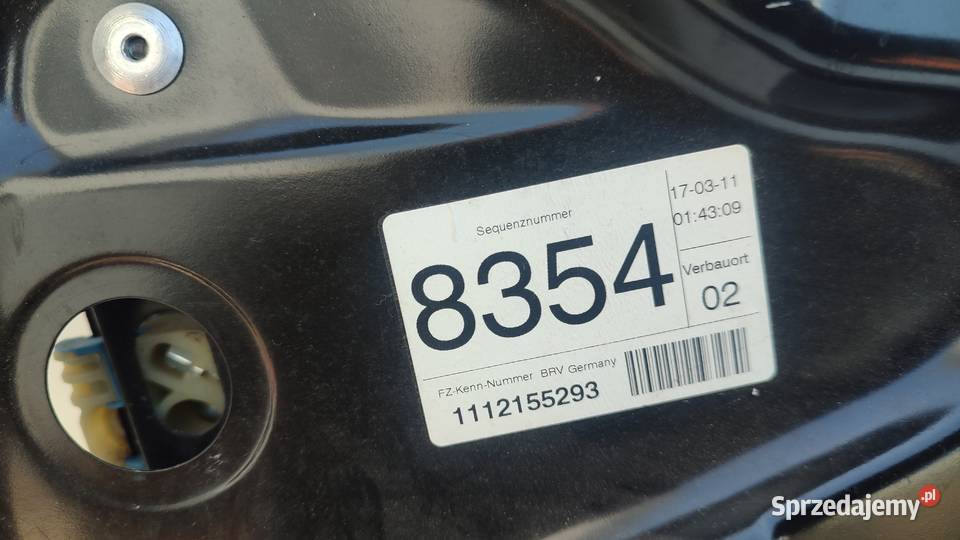 Sequenznummer
8354
17-03-11
01:43:09
Verbauort
02
FZ-Kenn-Nummer BRV Germany
1112155293
Sprzedajemy.pl